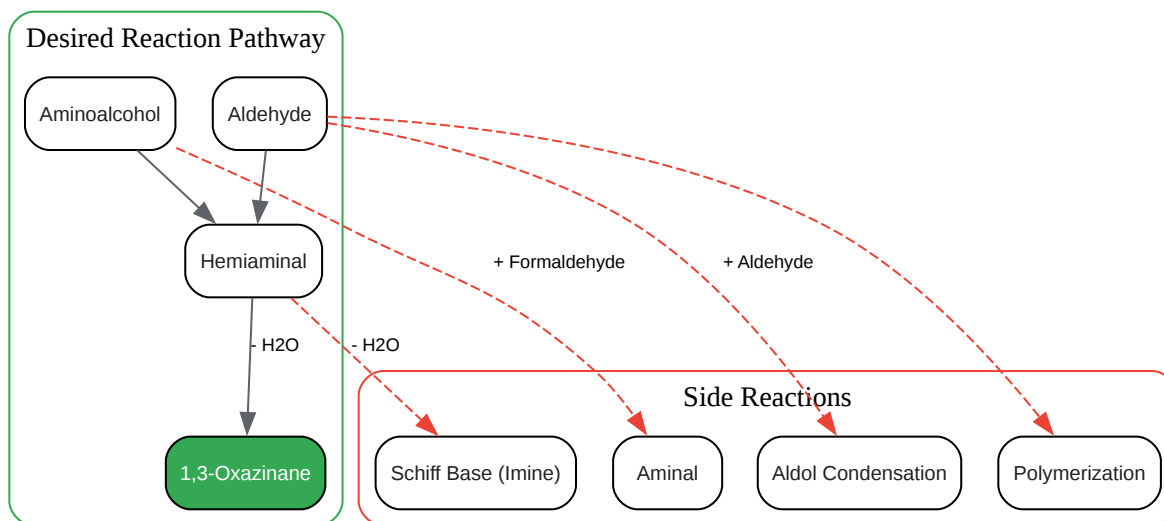 Desired Reaction Pathway
Aminoalcohol
Aldehyde
Hemiaminal
+ Formaldehyde
+ Aldehyde
- H2O
- H2O
Side Reactions
1,3-Oxazinane
Schiff Base (Imine)
Aminal
Aldol Condensation
Polymerization